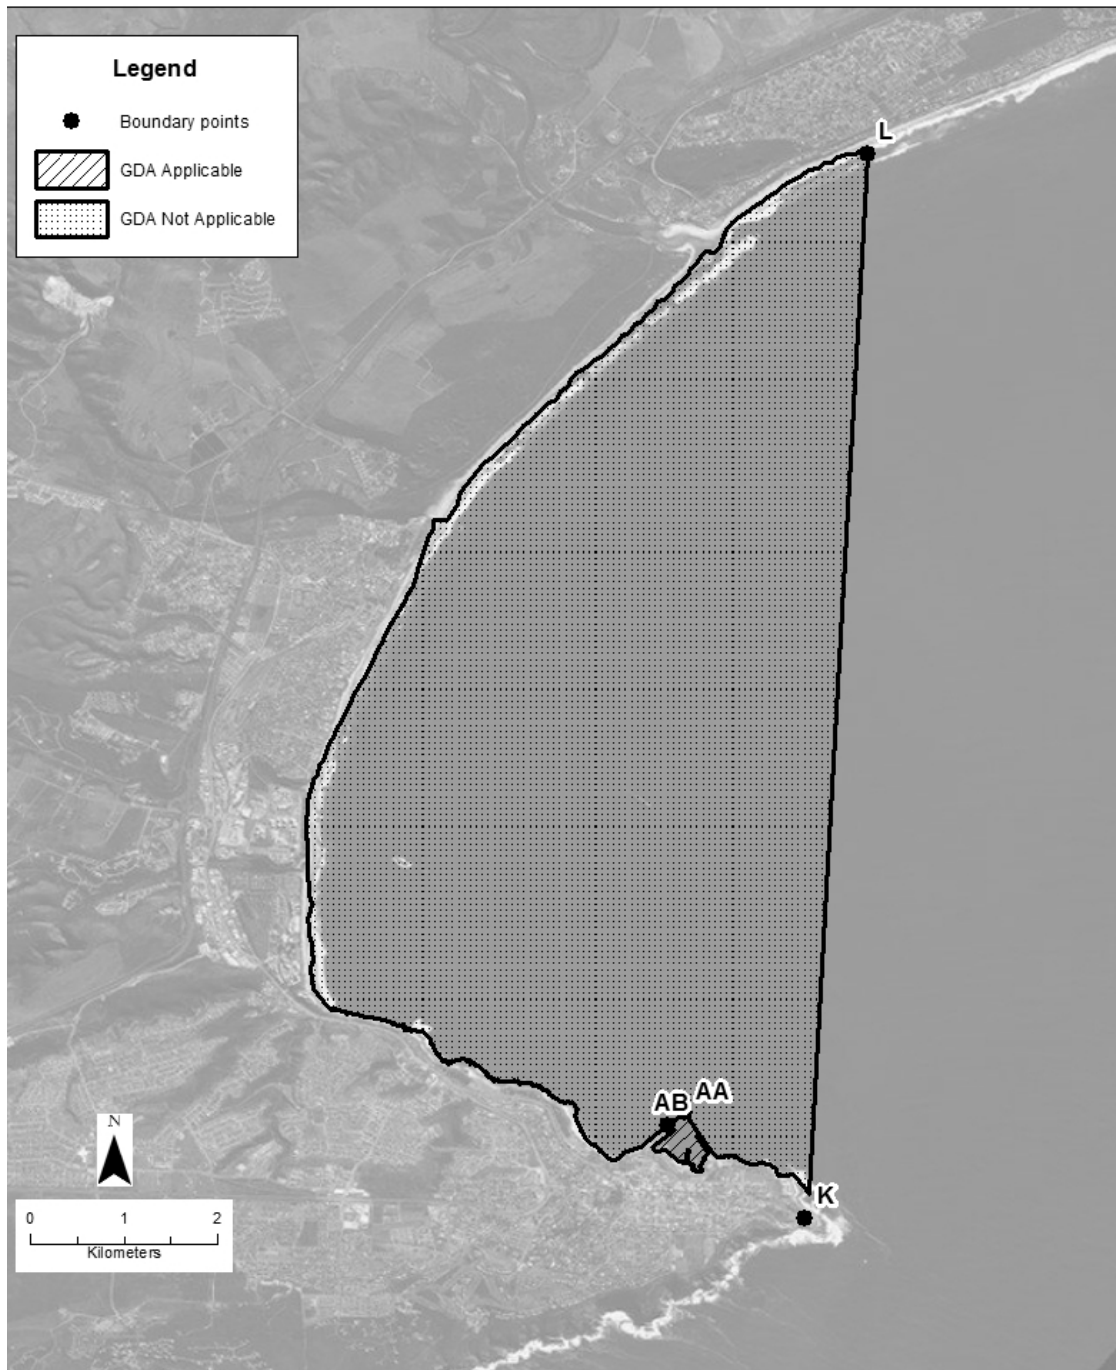 Legend
Boundary points
GDA Applicable
GDA Not Applicable
L
AB
AA
K
N
0 1 2
Kilometers